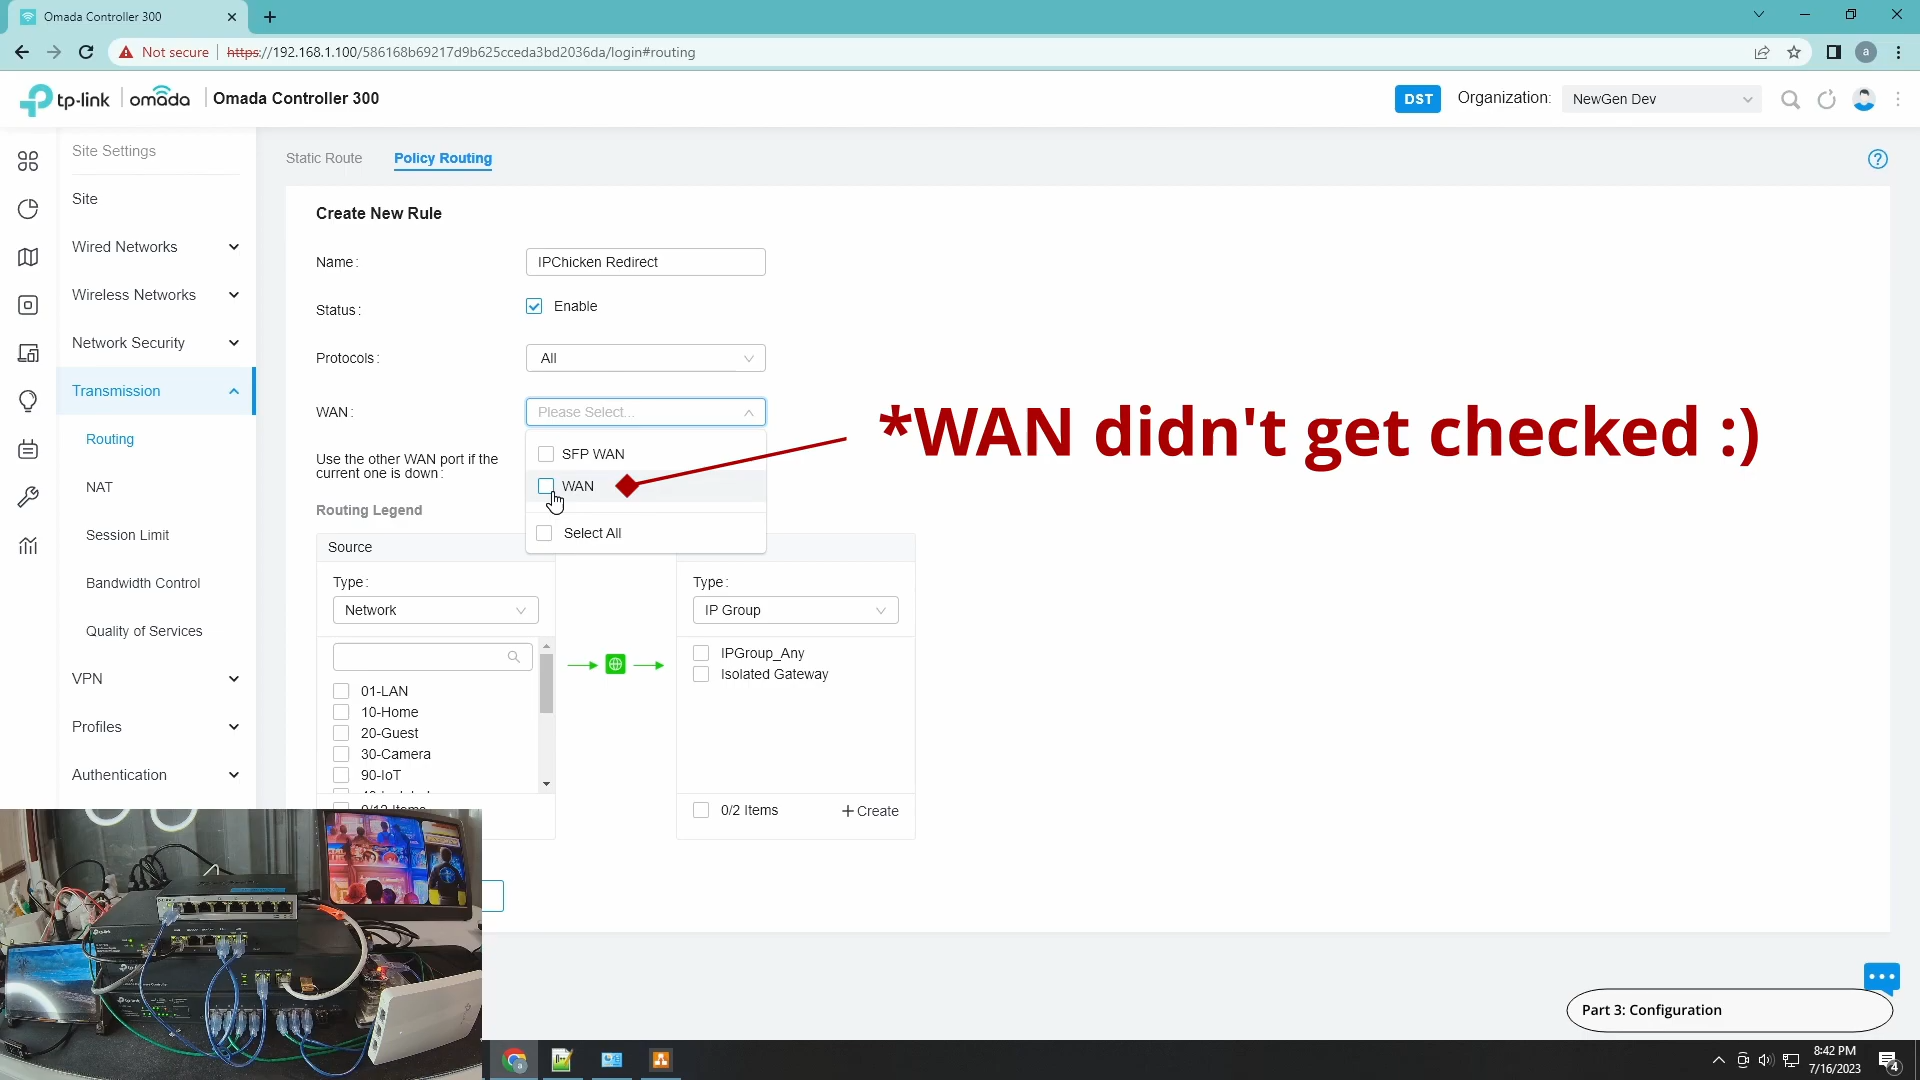 Omada Controller 300
Not secure
https://192.168.1.100/586168b69217d9b625cceda3bd2036da/login#routing
a
tp-link
omada
Omada Controller 300
DST
Organization:
NewGen Dev
Site Settings
Site
Wired Networks
Wireless Networks
Network Security
Transmission
Routing
NAT
Session Limit
Bandwidth Control
Quality of Services
VPN
Profiles
Authentication
Static Route
Policy Routing
Create New Rule
Name:
IPChicken Redirect
Status:
Enable
Protocols:
All
WAN:
Please Select...
SFP WAN
WAN
Select All
*WAN didn't get checked :)
Use the other WAN port if the
current one is down:
Routing Legend
Source
Type:
Network
01-LAN
10-Home
20-Guest
30-Camera
90-IoT
0/12 Items
Type:
IP Group
IPGroup_Any
Isolated Gateway
0/2 Items
Create
Part 3: Configuration
8:42 PM
7/16/2023
4